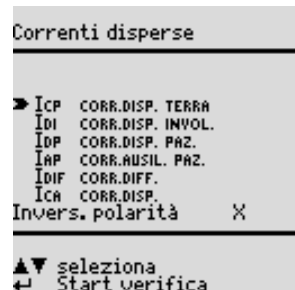 Correnti disperse
ICP CORR.DISP. TERRA
IDI CORR.DISP. INVOL.
IDP CORR.DISP. PAZ.
IAP CORR.AUSIL. PAZ.
IDIF CORR.DIFF.
ICA CORR.DISP.
Invers. polarità X
▲▼ seleziona
↵ Start verifica